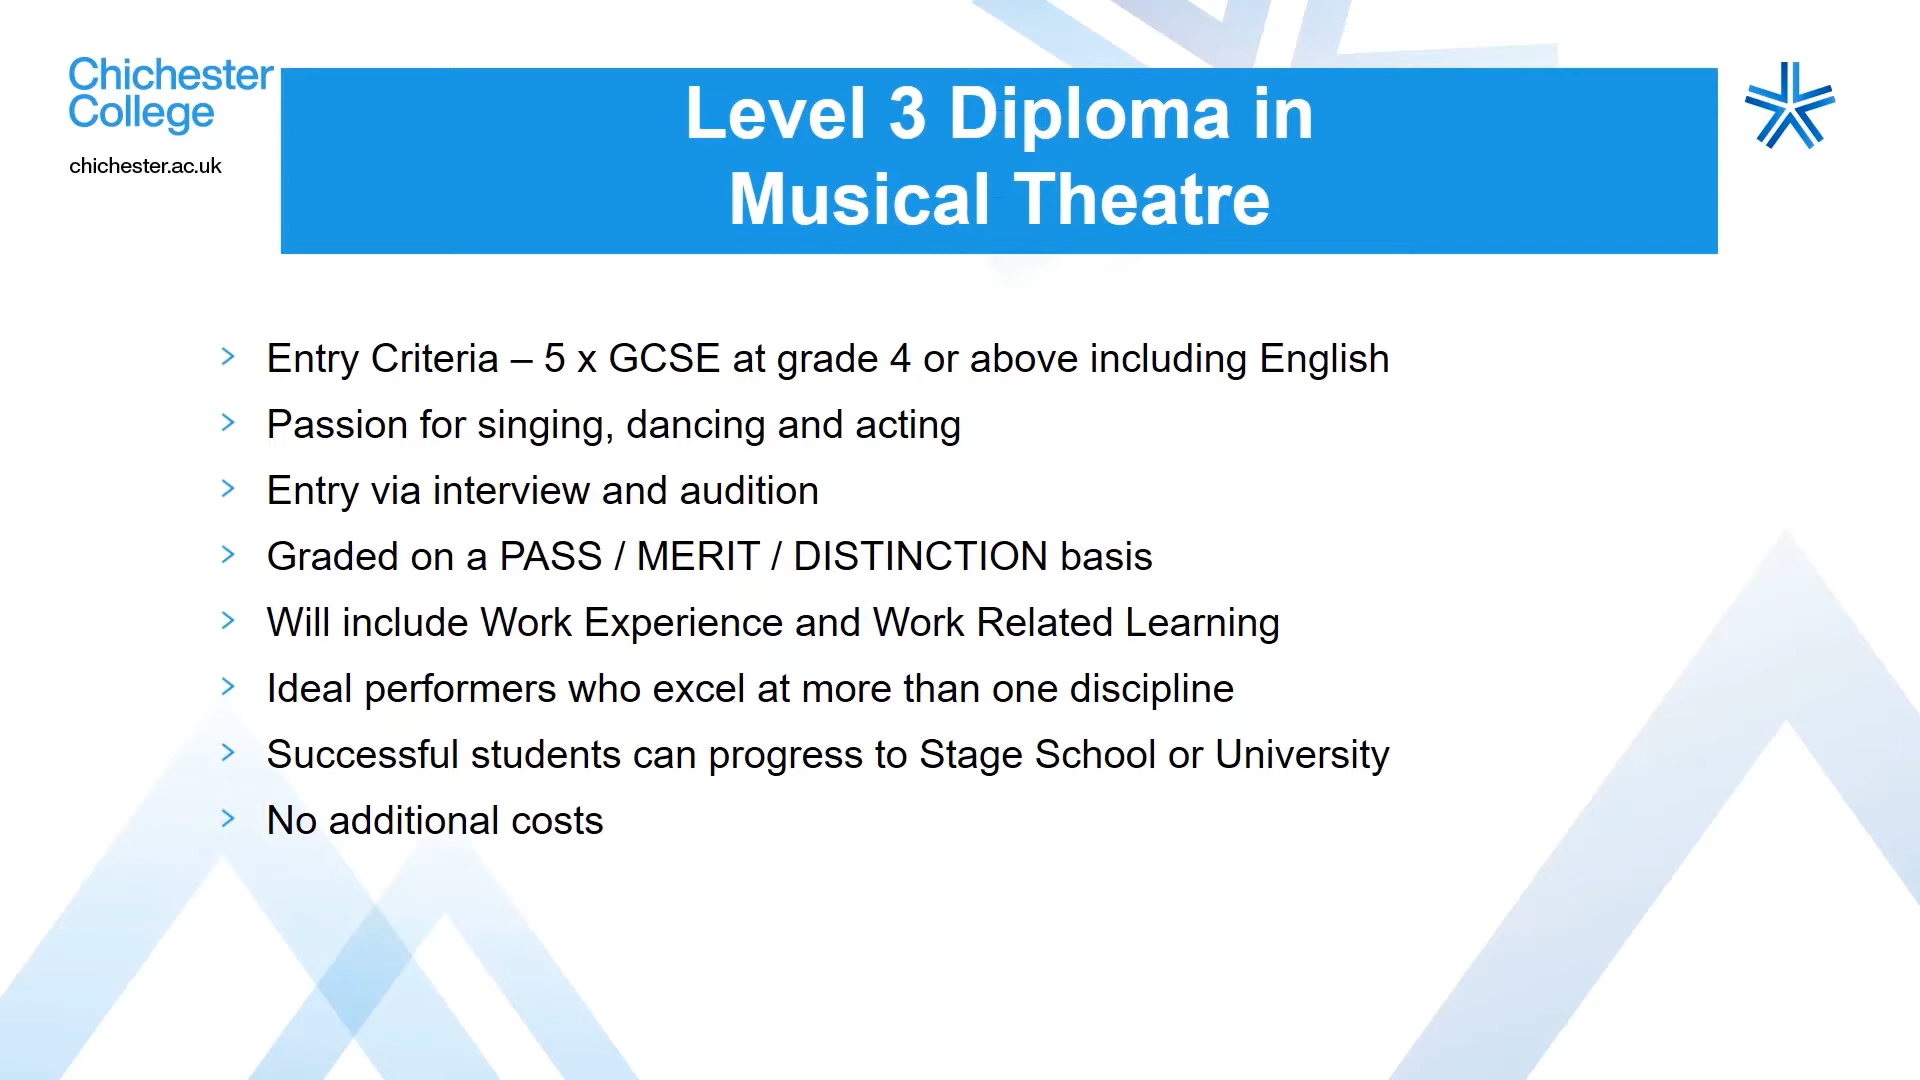 Chichester
College
chichester.ac.uk
Level 3 Diploma in
Musical Theatre
> Entry Criteria – 5 x GCSE at grade 4 or above including English
> Passion for singing, dancing and acting
> Entry via interview and audition
> Graded on a PASS / MERIT / DISTINCTION basis
> Will include Work Experience and Work Related Learning
> Ideal performers who excel at more than one discipline
> Successful students can progress to Stage School or University
> No additional costs